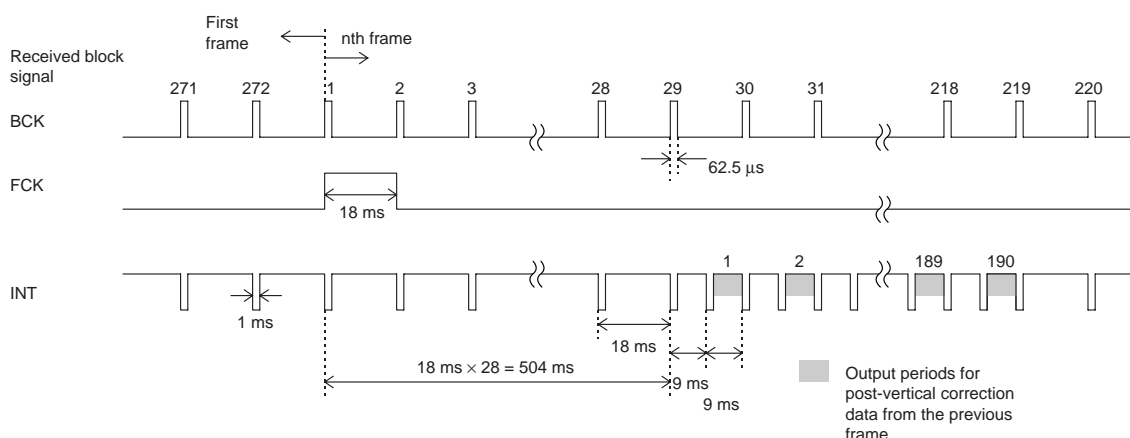 First
frame
nth frame
Received block
signal
271 272 1 2 3 28 29 30 31 218 219 220
BCK
62.5 µs
FCK
18 ms
1 2 189 190
INT
1 ms
18 ms
18 ms × 28 = 504 ms
9 ms
9 ms
Output periods for
post-vertical correction
data from the previous
frame